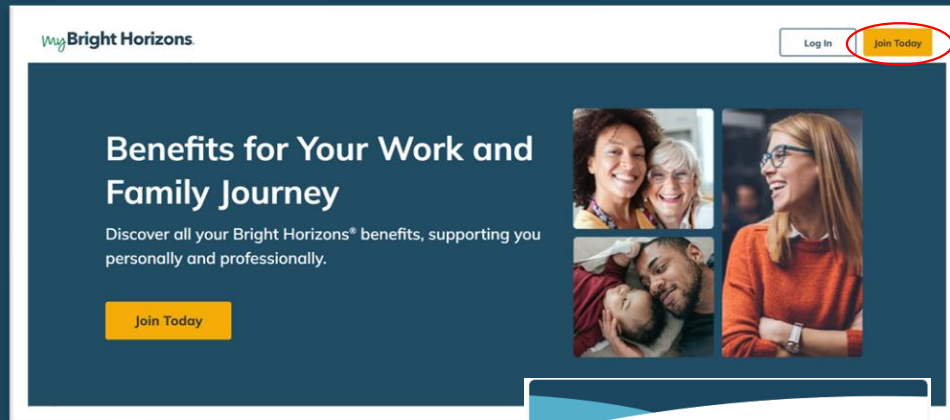 myBright Horizons.
Log In
Join Today
Benefits for Your Work and
Family Journey
Discover all your Bright Horizons® benefits, supporting you
personally and professionally.
Join Today